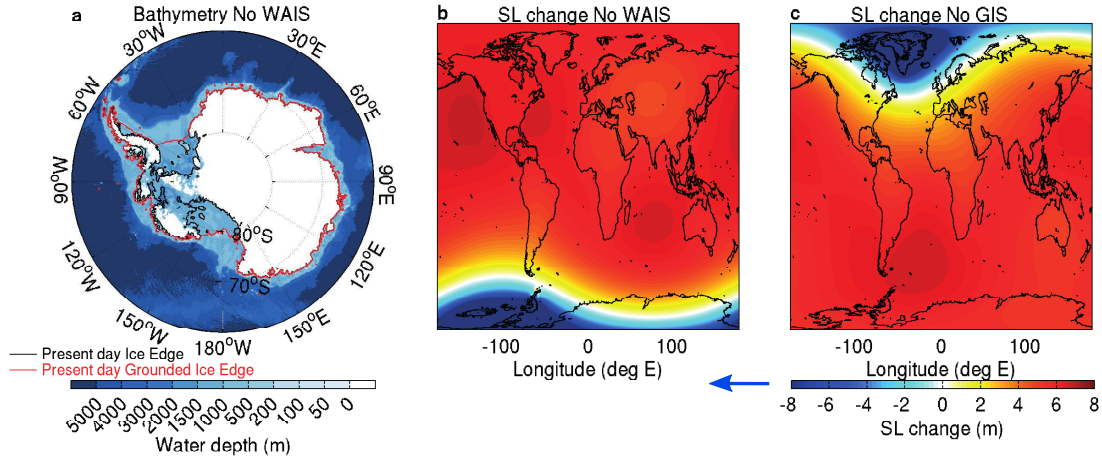 a
Bathymetry No WAIS
30°W
30°E
60°W
60°E
90°W
90°E
120°W
120°E
150°W
150°E
180°W
80°S
70°S
Present day Ice Edge
Present day Grounded Ice Edge
5000 4000 3000 2000 1500 1000 500 200 100 50 0
Water depth (m)
b
SL change No WAIS
-100 0 100
Longitude (deg E)
c
SL change No GIS
-100 0 100
Longitude (deg E)
-8 -6 -4 -2 0 2 4 6 8
SL change (m)